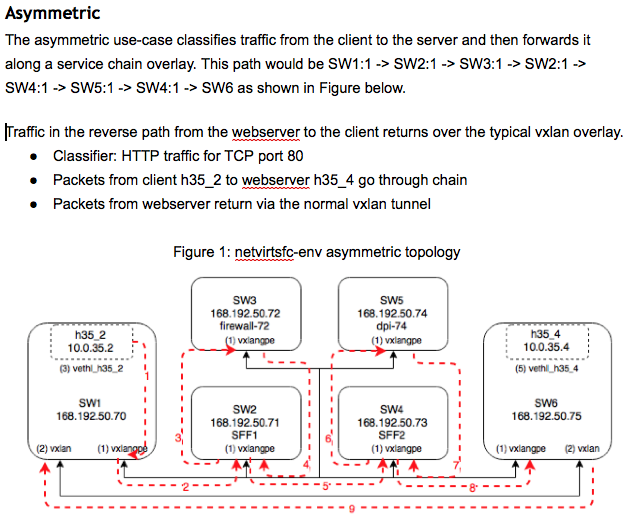 Asymmetric
The asymmetric use-case classifies traffic from the client to the server and then forwards it
along a service chain overlay. This path would be SW1:1 -> SW2:1 -> SW3:1 -> SW2:1 ->
SW4:1 -> SW5:1 -> SW4:1 -> SW6 as shown in Figure below.
Traffic in the reverse path from the webserver to the client returns over the typical vxlan overlay.
● Classifier: HTTP traffic for TCP port 80
● Packets from client h35_2 to webserver h35_4 go through chain
● Packets from webserver return via the normal vxlan tunnel
Figure 1: netvirtsfc-env asymmetric topology
h35_2
10.0.35.2
(3) vethl_h35_2
SW1
168.192.50.70
(2) vxlan
(1) vxlangpe
1
SW3
168.192.50.72
firewall-72
(1) vxlangpe
SW5
168.192.50.74
dpi-74
(1) vxlangpe
SW2
168.192.50.71
SFF1
(1) vxlangpe
SW4
168.192.50.73
SFF2
(1) vxlangpe
h35_4
10.0.35.4
(5) vethl_h35_4
SW6
168.192.50.75
(1) vxlangpe
(2) vxlan
3
4
6
7
2
5
8
9